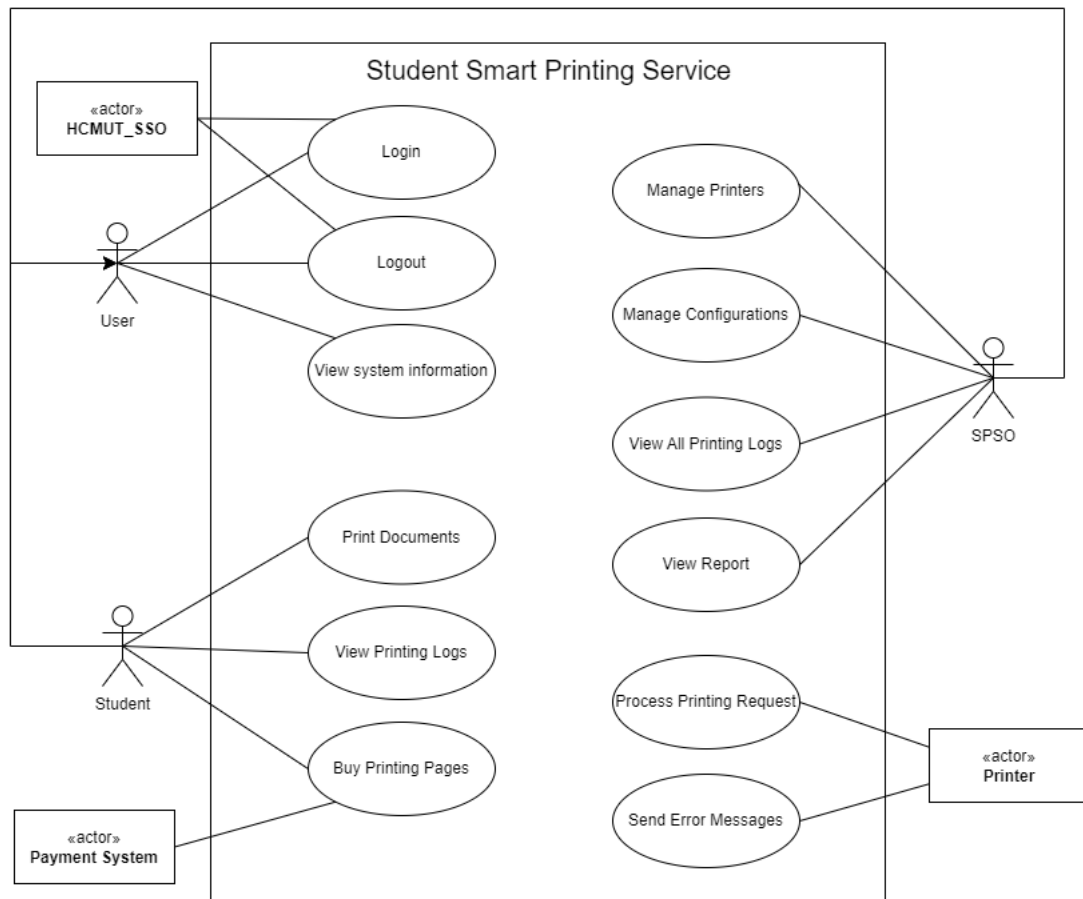 Student Smart Printing Service
«actor»
HCMUT_SSO
Login
Manage Printers
Logout
User
Manage Configurations
View system information
SPSO
View All Printing Logs
Print Documents
View Report
View Printing Logs
Student
Process Printing Request
Buy Printing Pages
«actor»
Printer
Send Error Messages
«actor»
Payment System